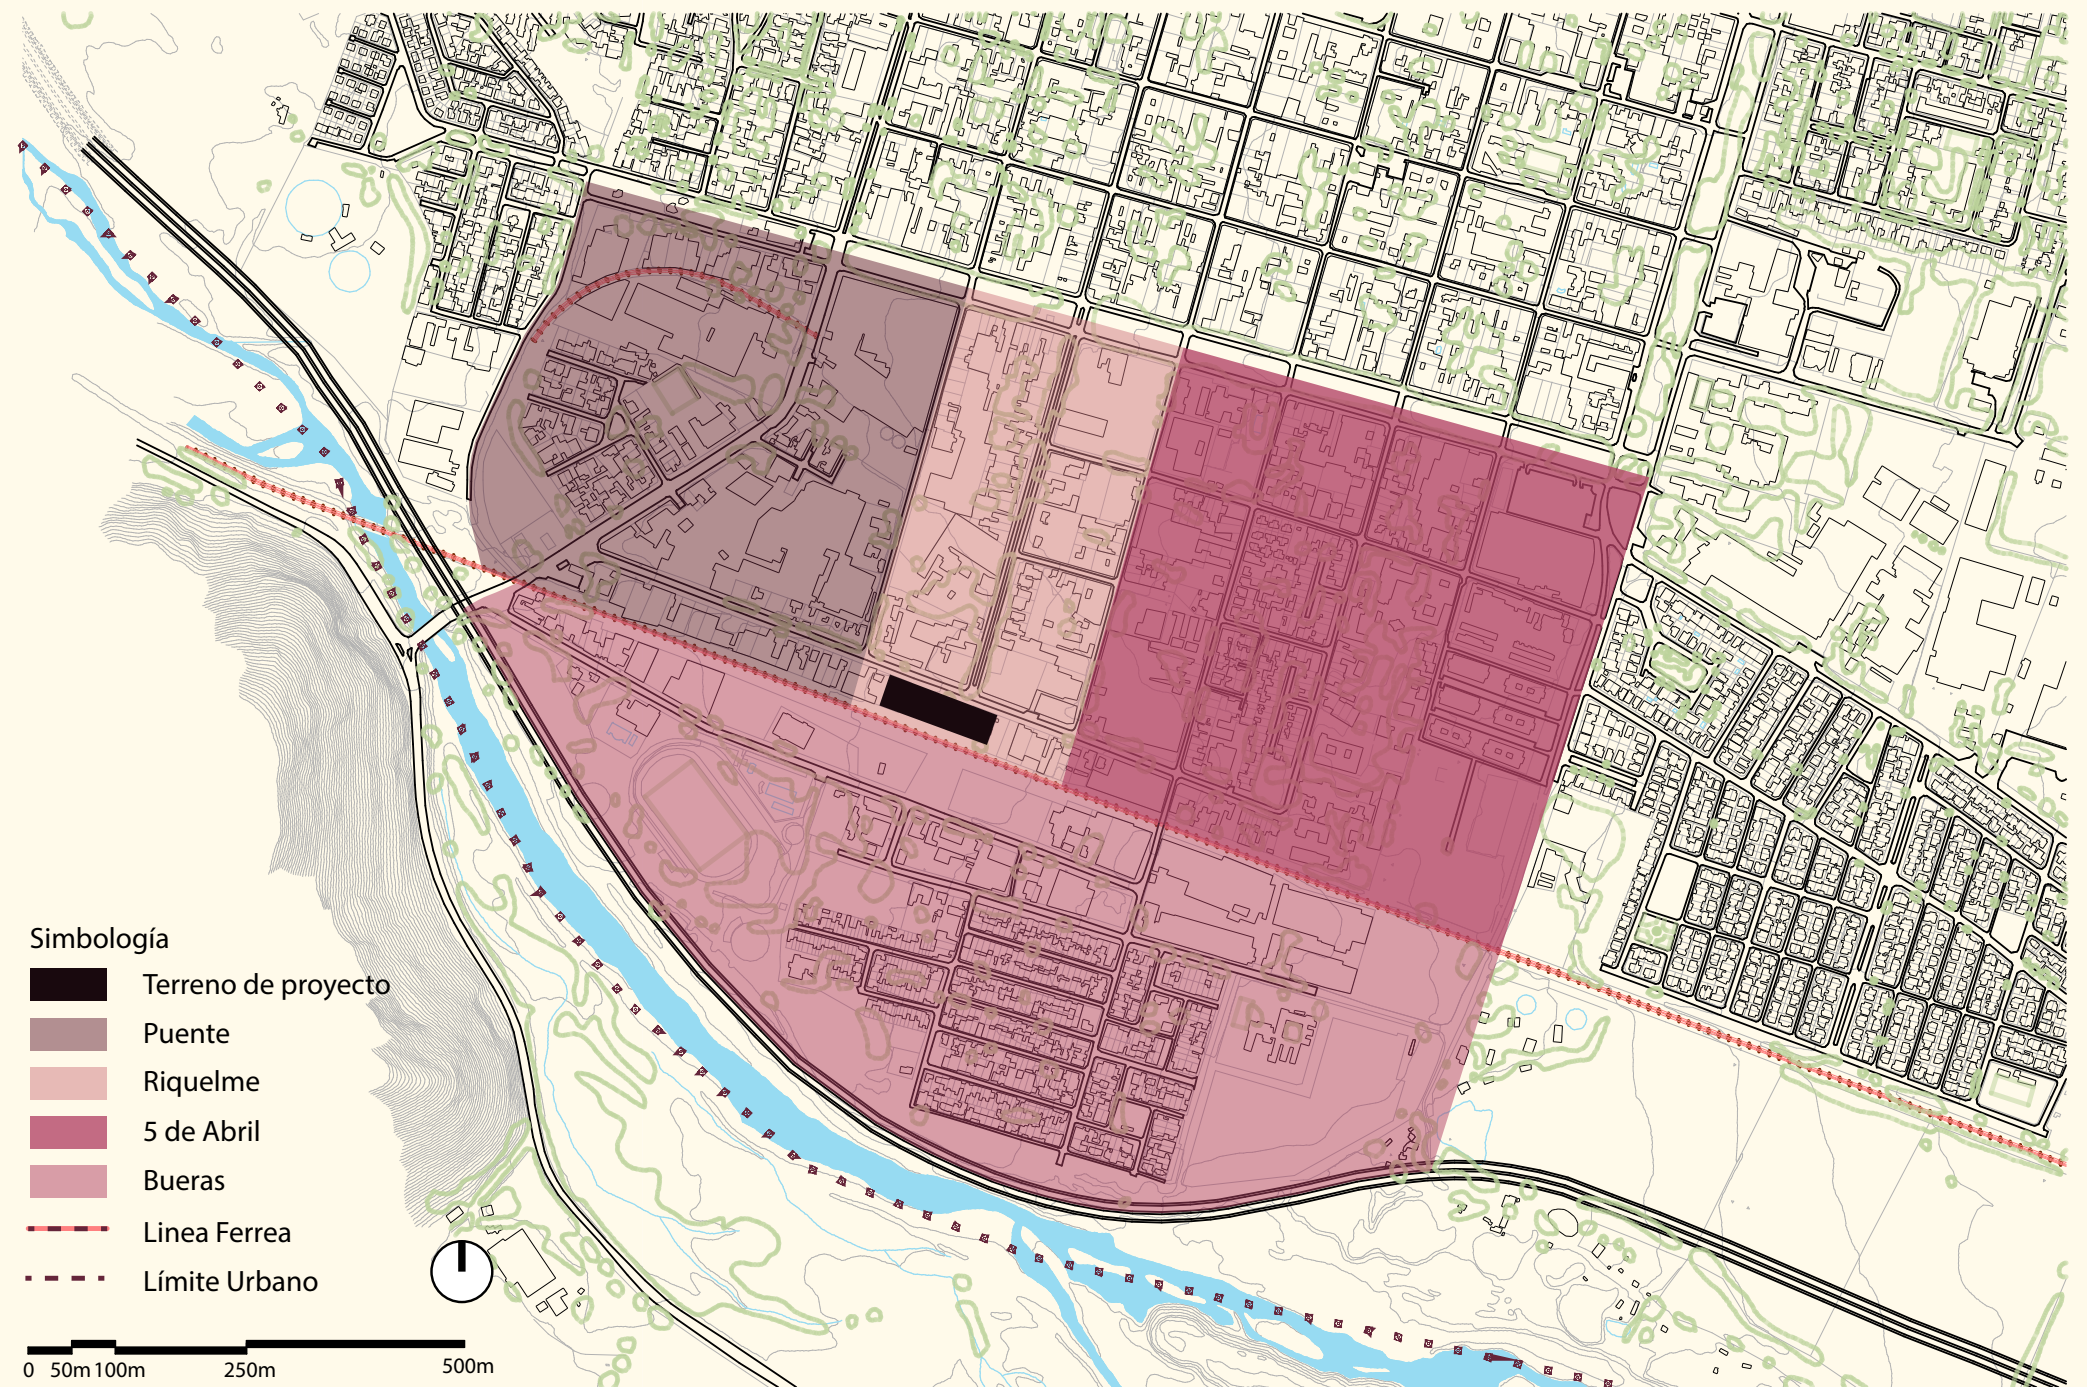 Simbología
Terreno de proyecto
Puente
Riquelme
5 de Abril
Bueras
Linea Ferrea
Límite Urbano
0 50m 100m 250m 500m